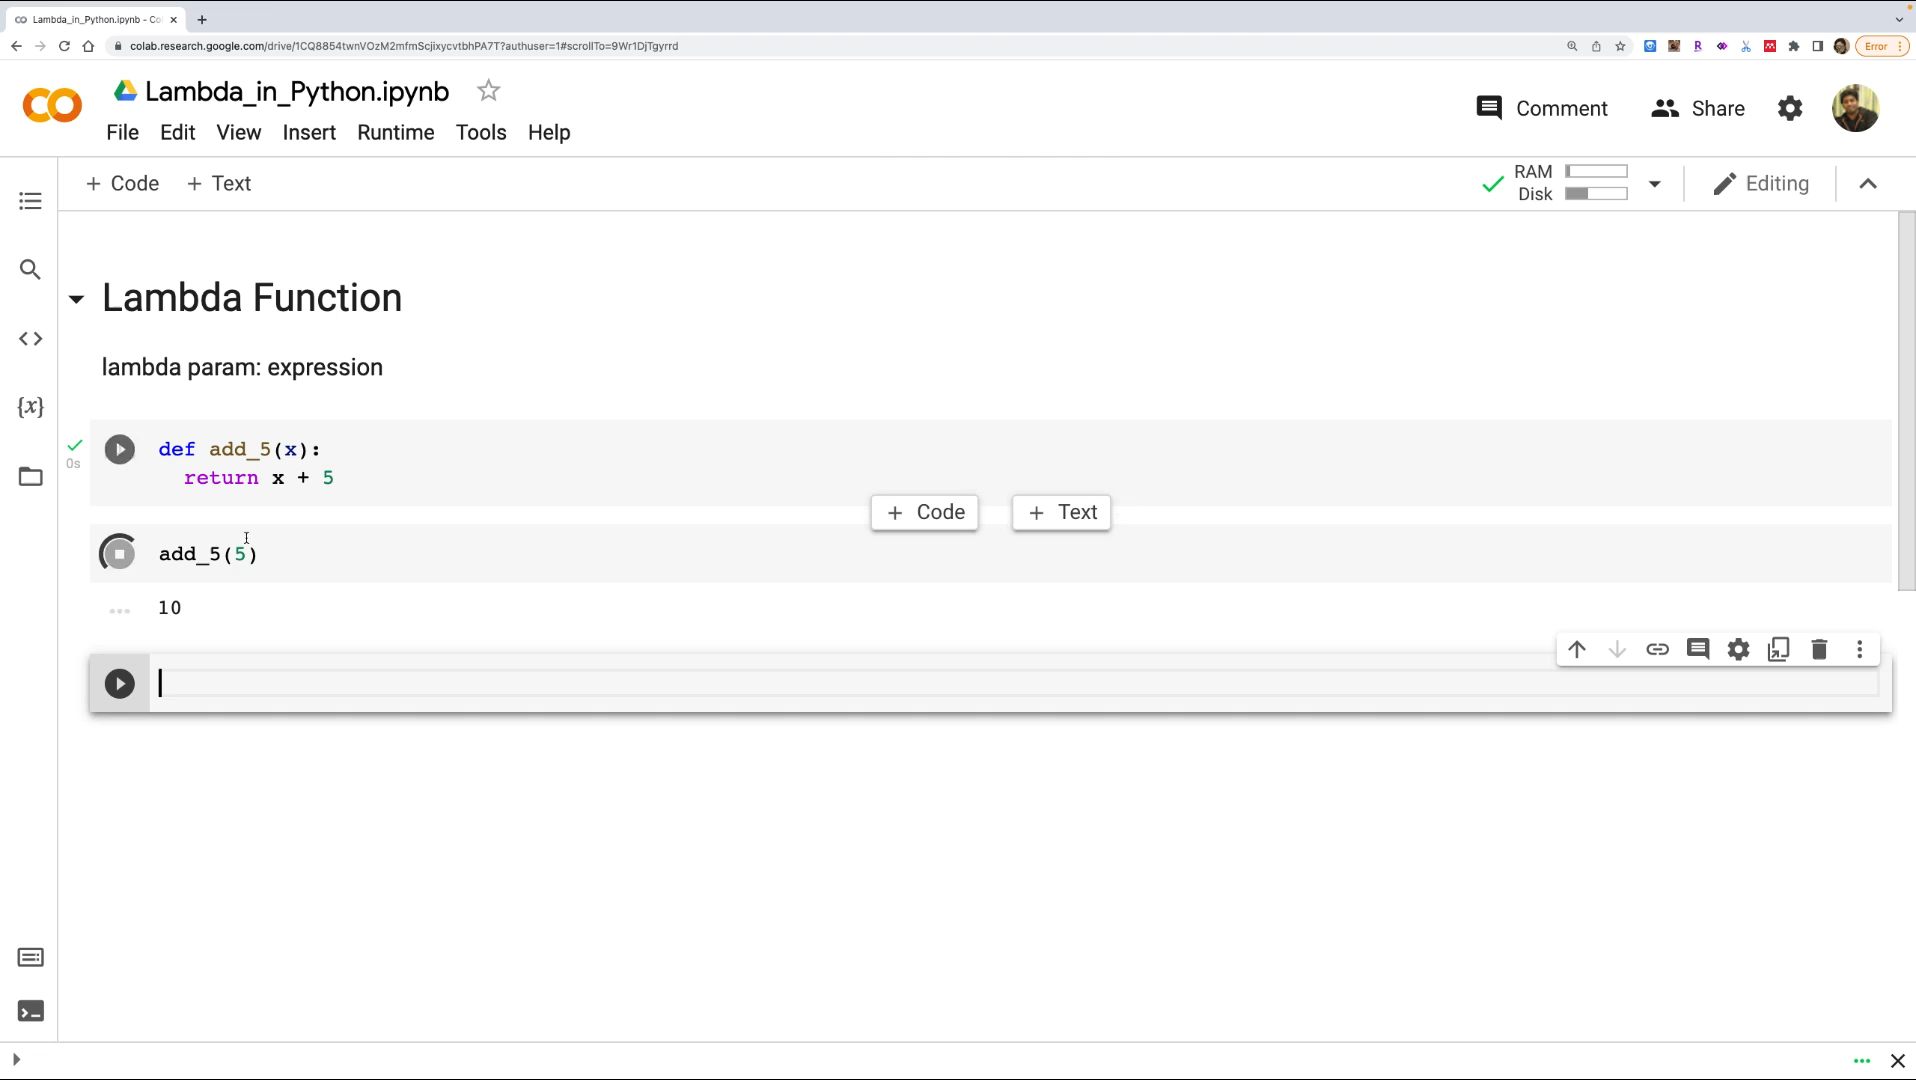 Lambda_in_Python.ipynb - Co
colab.research.google.com/drive/1CQ8854twnVOzM2mfmScjixycvtbhPA7T?authuser=1#scrollTo=9Wr1DjTgyrrd
Error
Lambda_in_Python.ipynb
File Edit View Insert Runtime Tools Help
Comment
Share
+ Code + Text
RAM
Disk
Editing
Lambda Function
lambda param: expression
{x}
0s
def add_5(x):
return x + 5
+ Code + Text
add_5(5)
10